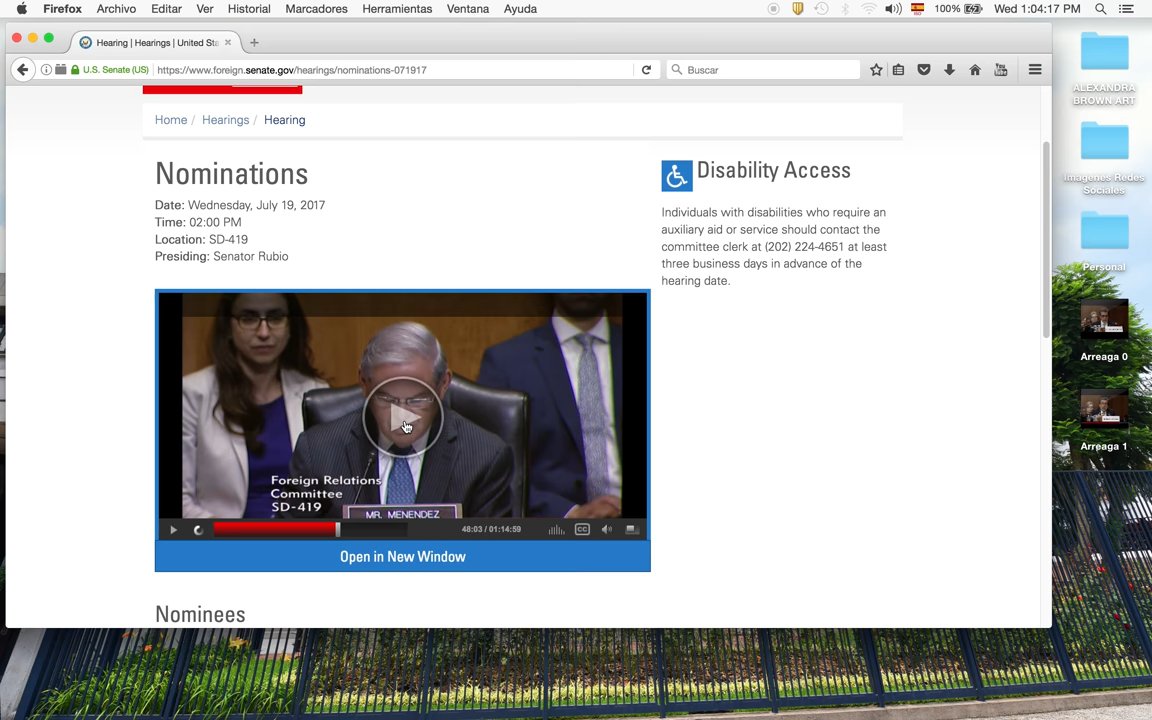 Firefox Archivo Editar Ver Historial Marcadores Herramientas Ventana Ayuda 100% Wed 1:04:17 PM
Hearing | Hearings | United Sta
U.S. Senate (US) https://www.foreign.senate.gov/hearings/nominations-071917 Buscar
Home / Hearings / Hearing
Nominations
Date: Wednesday, July 19, 2017
Time: 02:00 PM
Location: SD-419
Presiding: Senator Rubio
Disability Access
Individuals with disabilities who require an
auxiliary aid or service should contact the
committee clerk at (202) 224-4651 at least
three business days in advance of the
hearing date.
Foreign Relations
Committee
SD-419
MR. MENENDEZ
48:03 / 01:14:59 CC
Open in New Window
Nominees
ALEXANDRA
BROWN ART
Imagenes Redes
Sociales
Personal
Arreaga 0
Arreaga 1